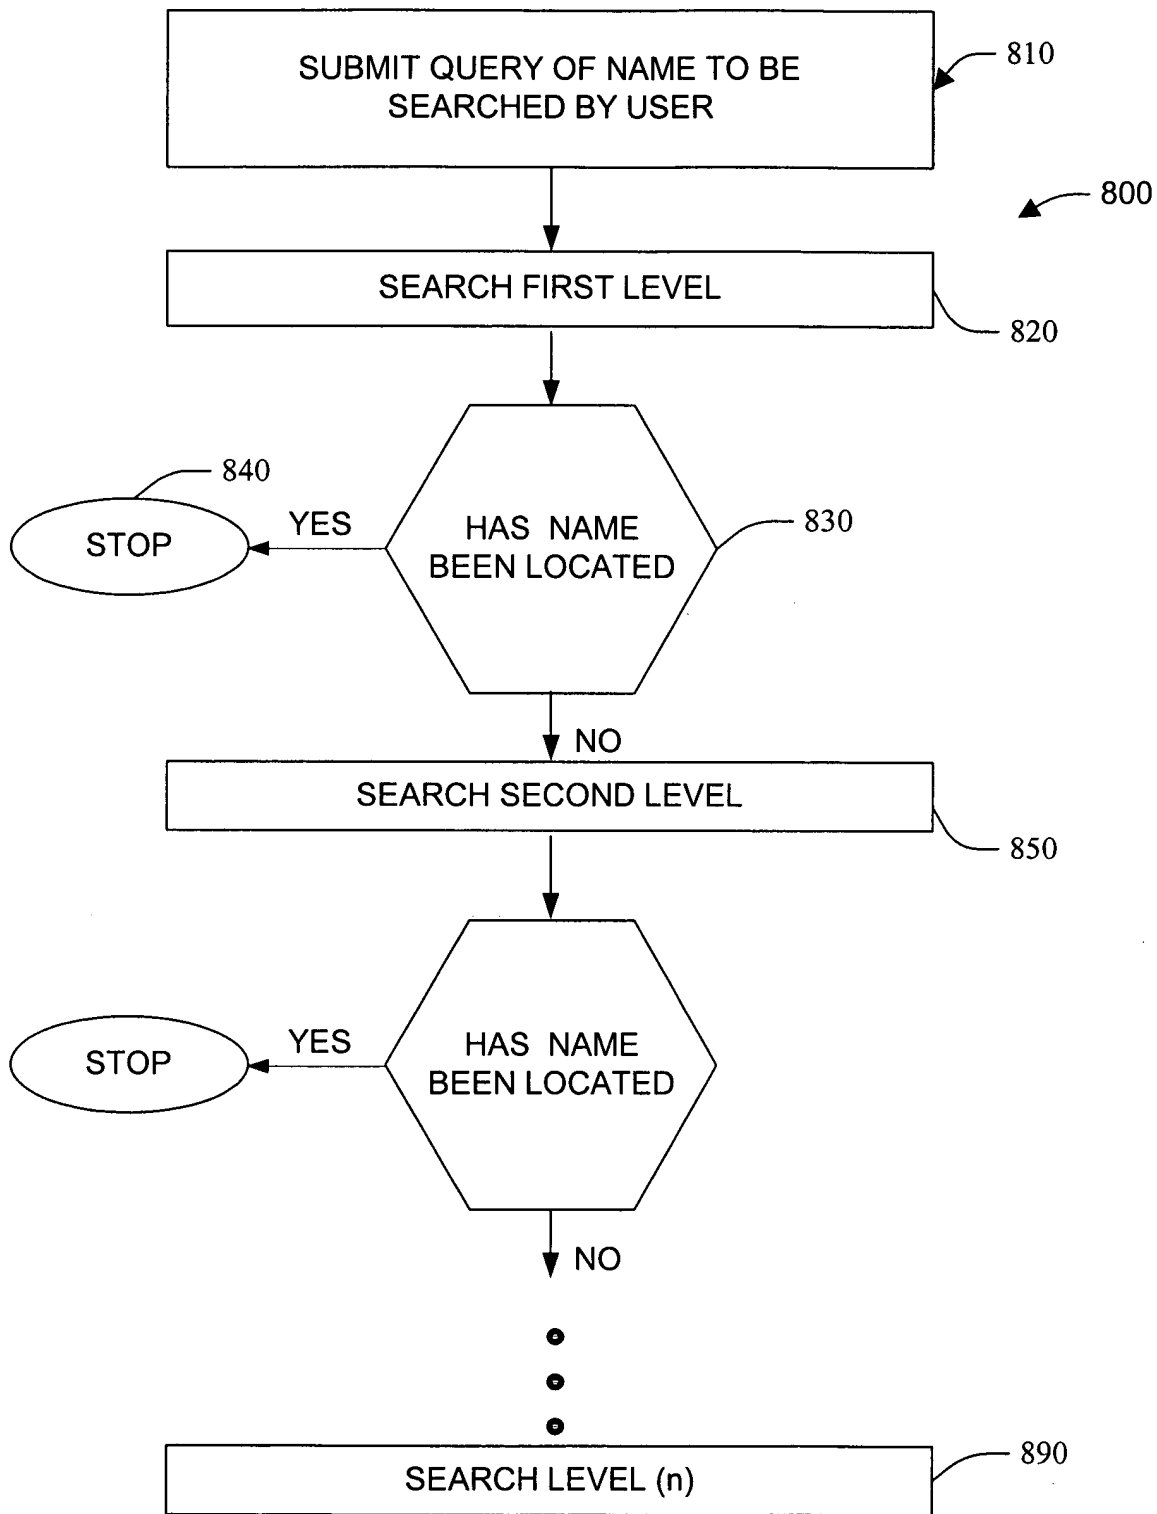 SUBMIT QUERY OF NAME TO BE
SEARCHED BY USER
810
800
SEARCH FIRST LEVEL
820
840
STOP
YES
HAS NAME
BEEN LOCATED
830
NO
SEARCH SECOND LEVEL
850
STOP
YES
HAS NAME
BEEN LOCATED
NO
SEARCH LEVEL (n)
890